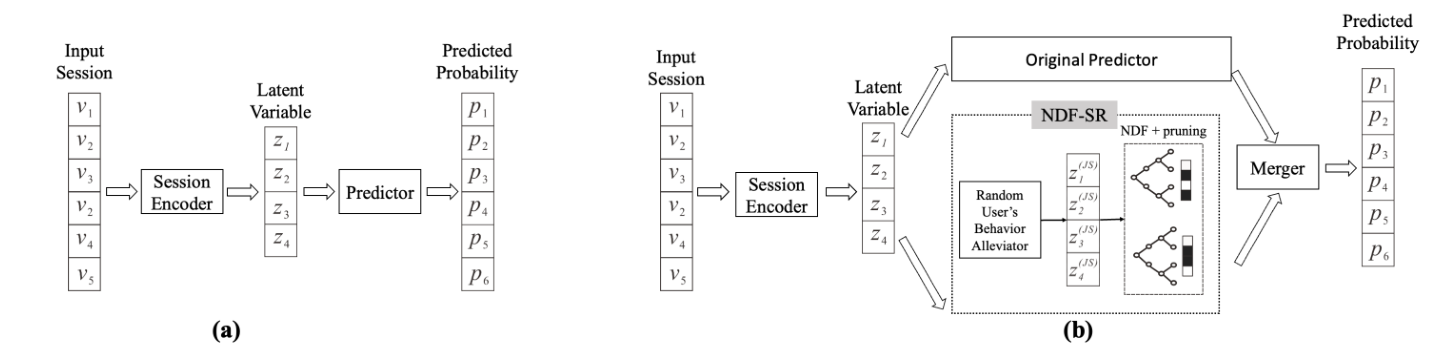 Input
Session
v1
v2
v3
v2
v4
v5
Session
Encoder
Latent
Variable
z1
z2
z3
z4
Predictor
Predicted
Probability
p1
p2
p3
p4
p5
p6
(a)
Input
Session
v1
v2
v3
v2
v4
v5
Session
Encoder
Latent
Variable
z1
z2
z3
z4
Original Predictor
NDF-SR
NDF + pruning
Random
User's
Behavior
Alleviator
z1(JS)
z2(JS)
z3(JS)
z4(JS)
Merger
Predicted
Probability
p1
p2
p3
p4
p5
p6
(b)